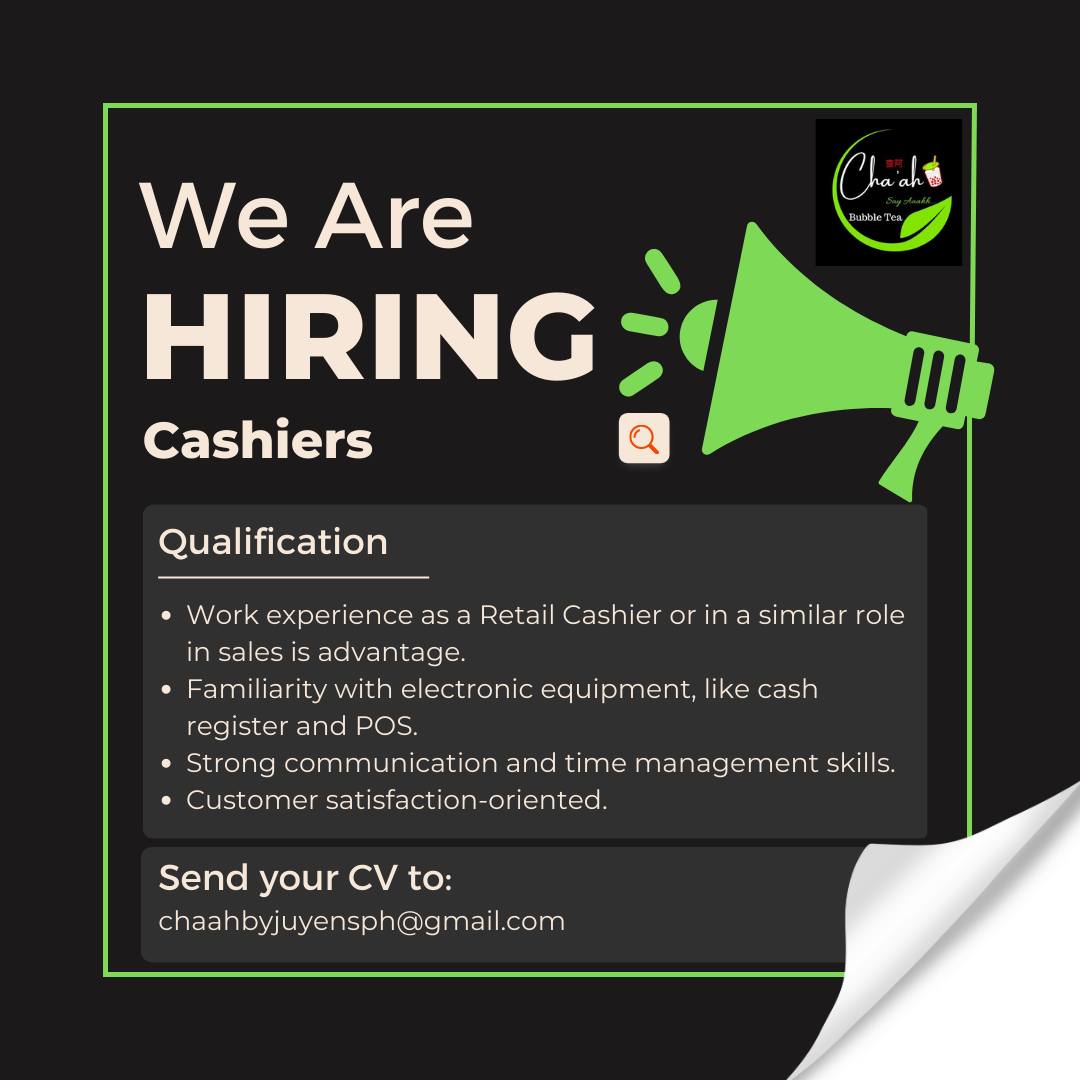 查阿
Cha'ah
Say Aaahh
Bubble Tea
We Are
HIRING
Cashiers
Qualification
• Work experience as a Retail Cashier or in a similar role
in sales is advantage.
• Familiarity with electronic equipment, like cash
register and POS.
• Strong communication and time management skills.
• Customer satisfaction-oriented.
Send your CV to:
chaahbyjuyensph@gmail.com